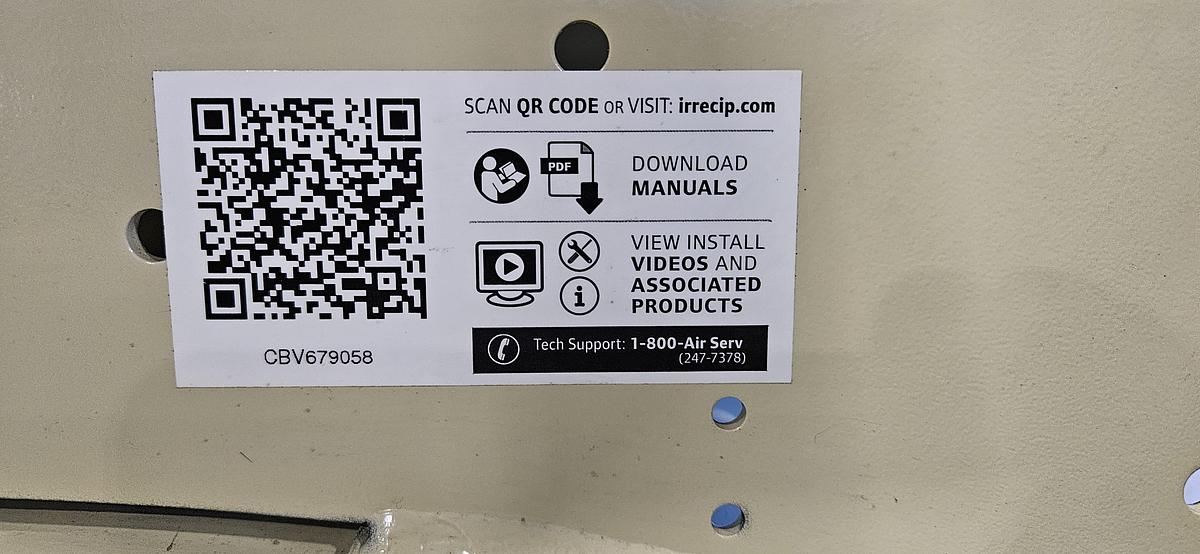 SCAN QR CODE OR VISIT: irrecip.com
PDF
DOWNLOAD
MANUALS
VIEW INSTALL
VIDEOS AND
ASSOCIATED
PRODUCTS
Tech Support: 1-800-Air Serv
(247-7378)
CBV679058